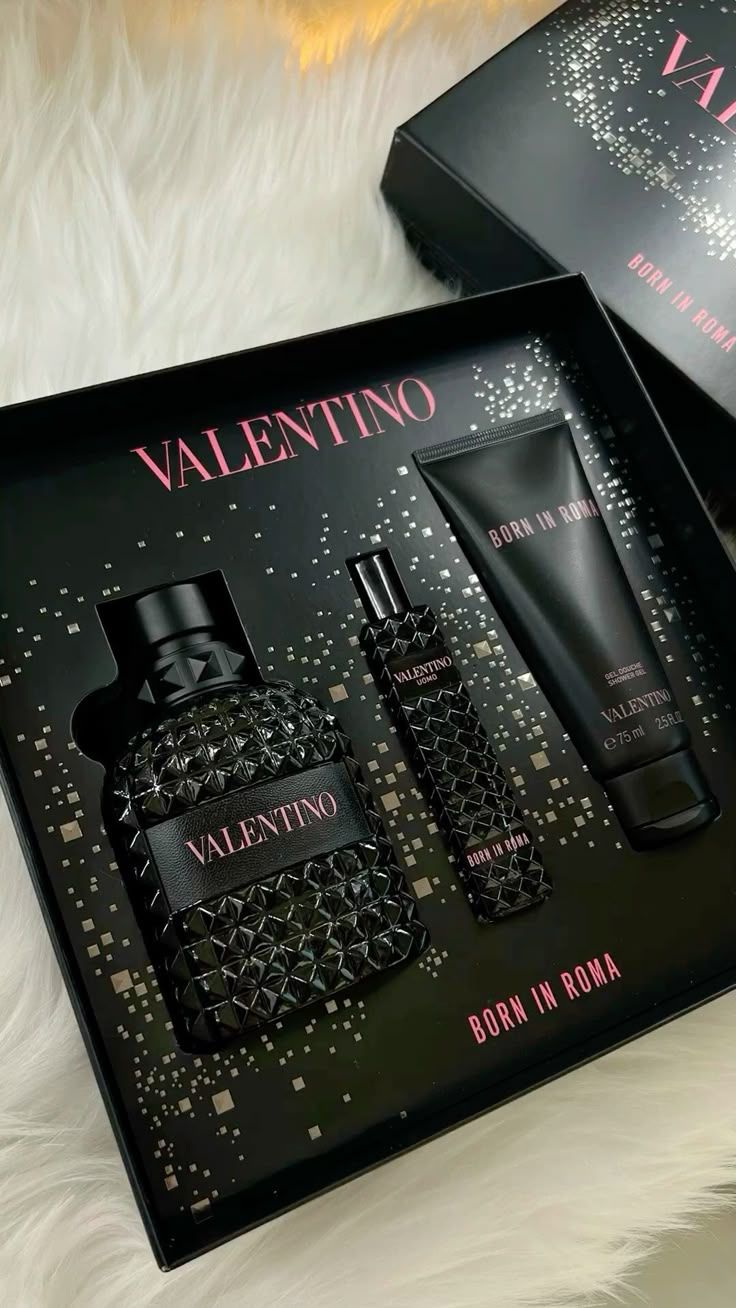 VA
BORN IN ROMA
VALENTINO
BORN IN ROMA
GEL DOUCHE
SHOWER GEL
VALENTINO
e 75 ml 2.5 FL.
VALENTINO
UOMO
BORN IN ROMA
VALENTINO
BORN IN ROMA